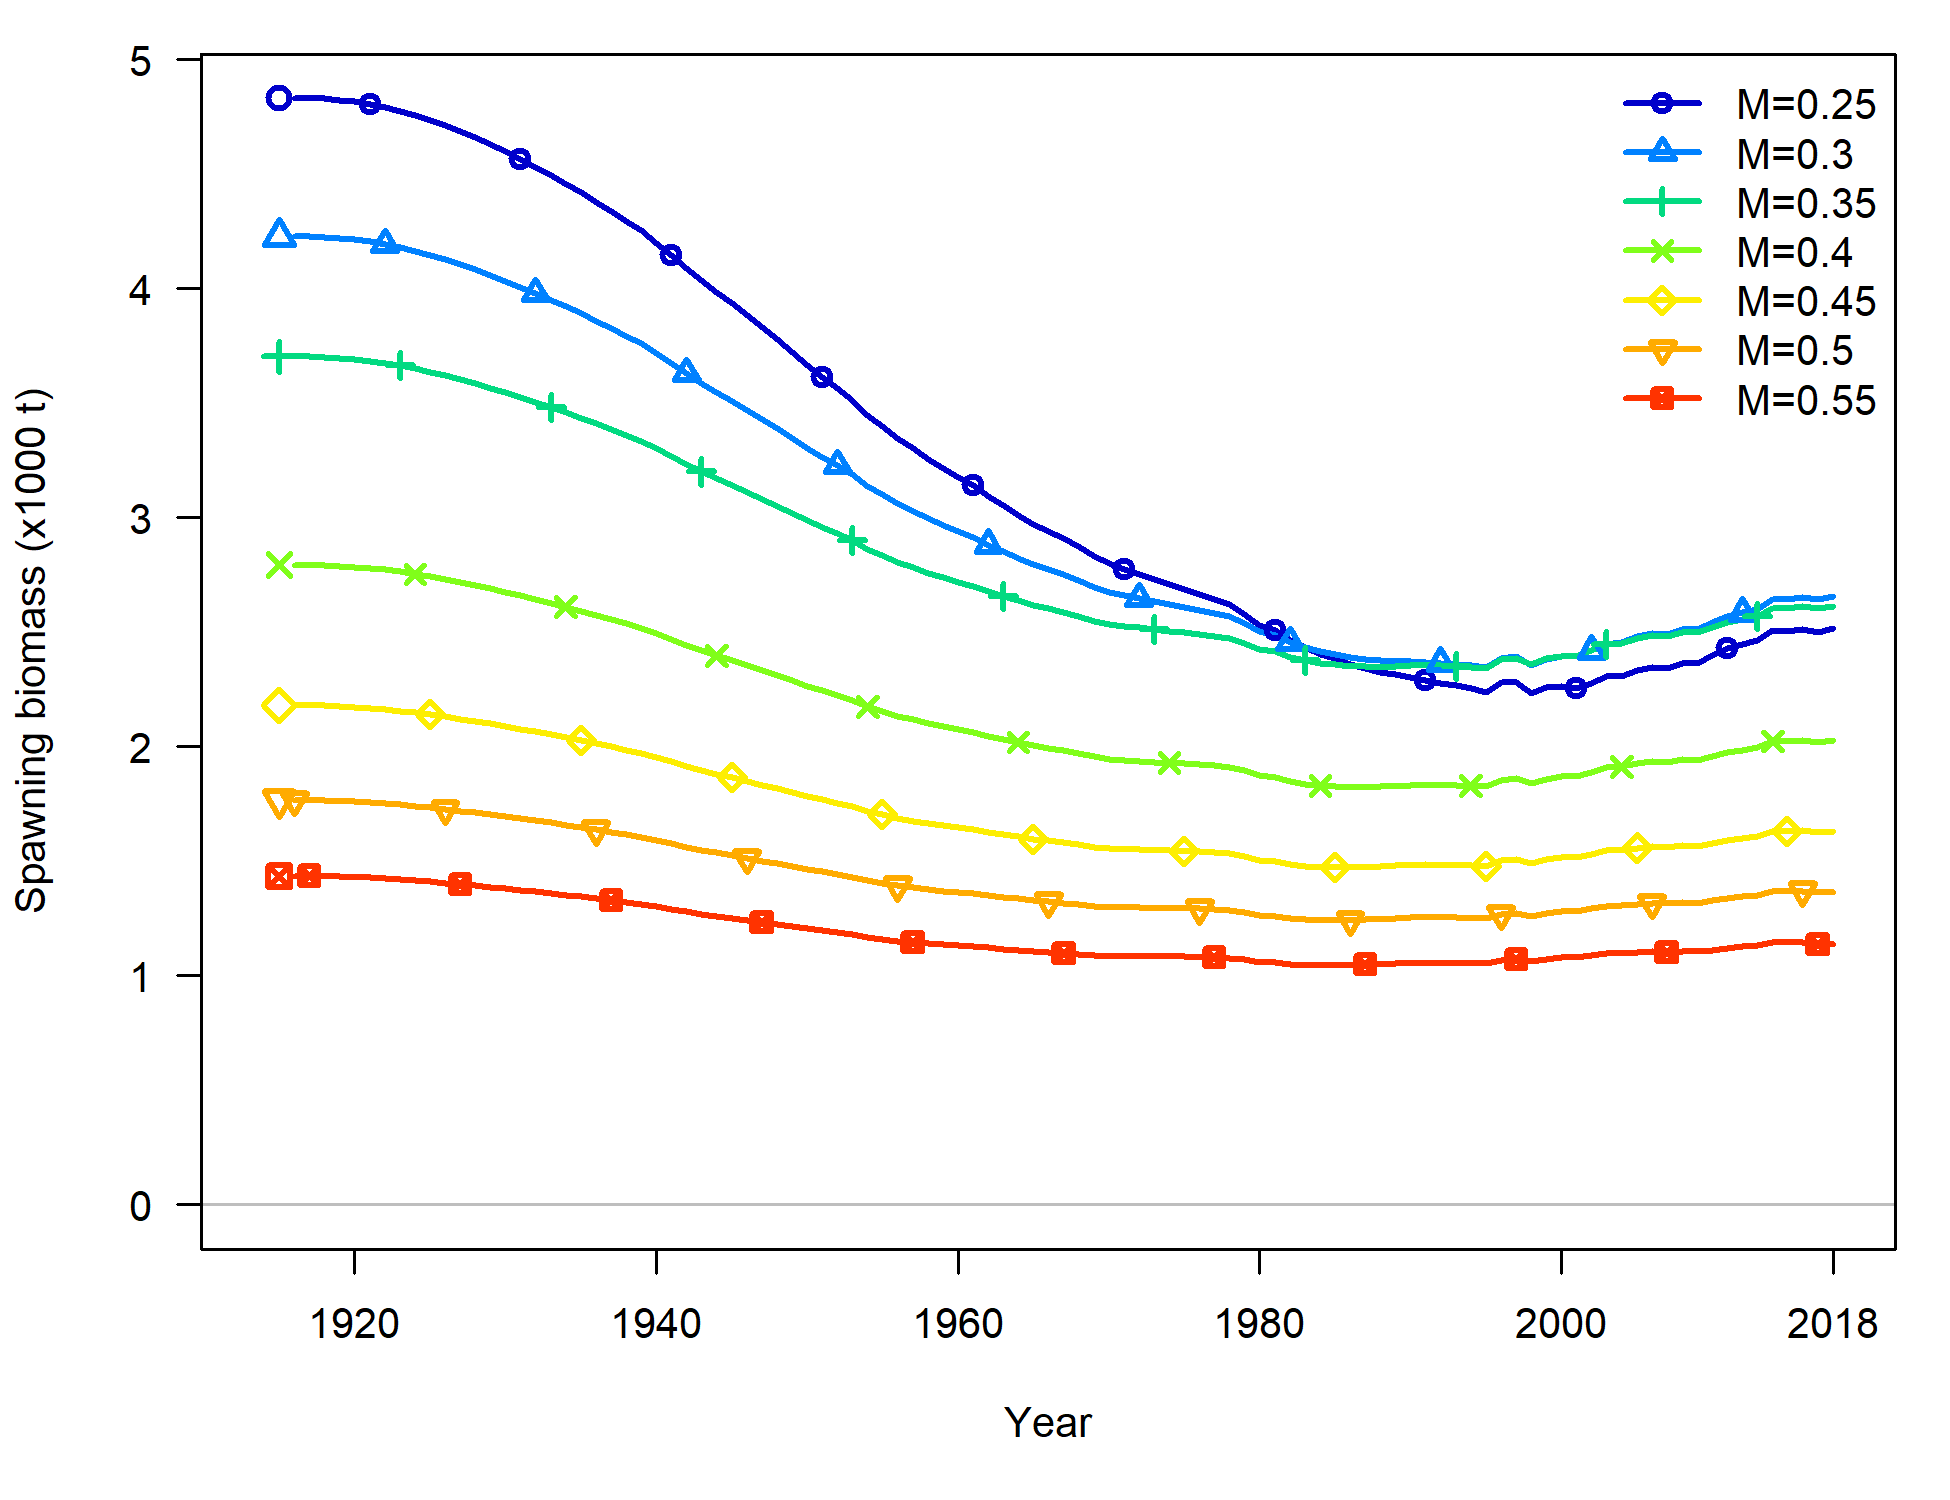 Spawning biomass (x1000 t)
5
4
3
2
1
0
M=0.25
M=0.3
M=0.35
M=0.4
M=0.45
M=0.5
M=0.55
1920 1940 1960 1980 2000 2018
Year